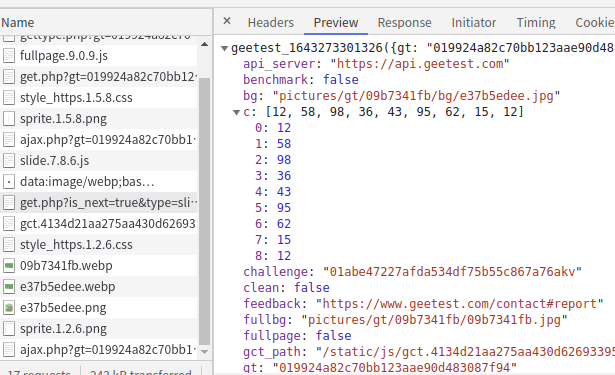 Name
gettype.php?gt=019924a82c70
fullpage.9.0.9.js
get.php?gt=019924a82c70bb12·
style_https.1.5.8.css
sprite.1.5.8.png
ajax.php?gt=019924a82c70bb1·
slide.7.8.6.js
data:image/webp;bas…
get.php?is_next=true&type=sli·
gct.4134d21aa275aa430d62693
style_https.1.2.6.css
09b7341fb.webp
e37b5edee.webp
e37b5edee.png
sprite.1.2.6.png
ajax.php?gt=019924a82c70bb1·
17 requests 243 kB transferred
× Headers Preview Response Initiator Timing Cookie
geetest_1643273301326({gt: "019924a82c70bb123aae90d48
api_server: "https://api.geetest.com"
benchmark: false
bg: "pictures/gt/09b7341fb/bg/e37b5edee.jpg"
c: [12, 58, 98, 36, 43, 95, 62, 15, 12]
0: 12
1: 58
2: 98
3: 36
4: 43
5: 95
6: 62
7: 15
8: 12
challenge: "01abe47227afda534df75b55c867a76akv"
clean: false
feedback: "https://www.geetest.com/contact#report"
fullbg: "pictures/gt/09b7341fb/09b7341fb.jpg"
fullpage: false
gct_path: "/static/js/gct.4134d21aa275aa430d62693395
gt: "019924a82c70bb123aae90d483087f94"